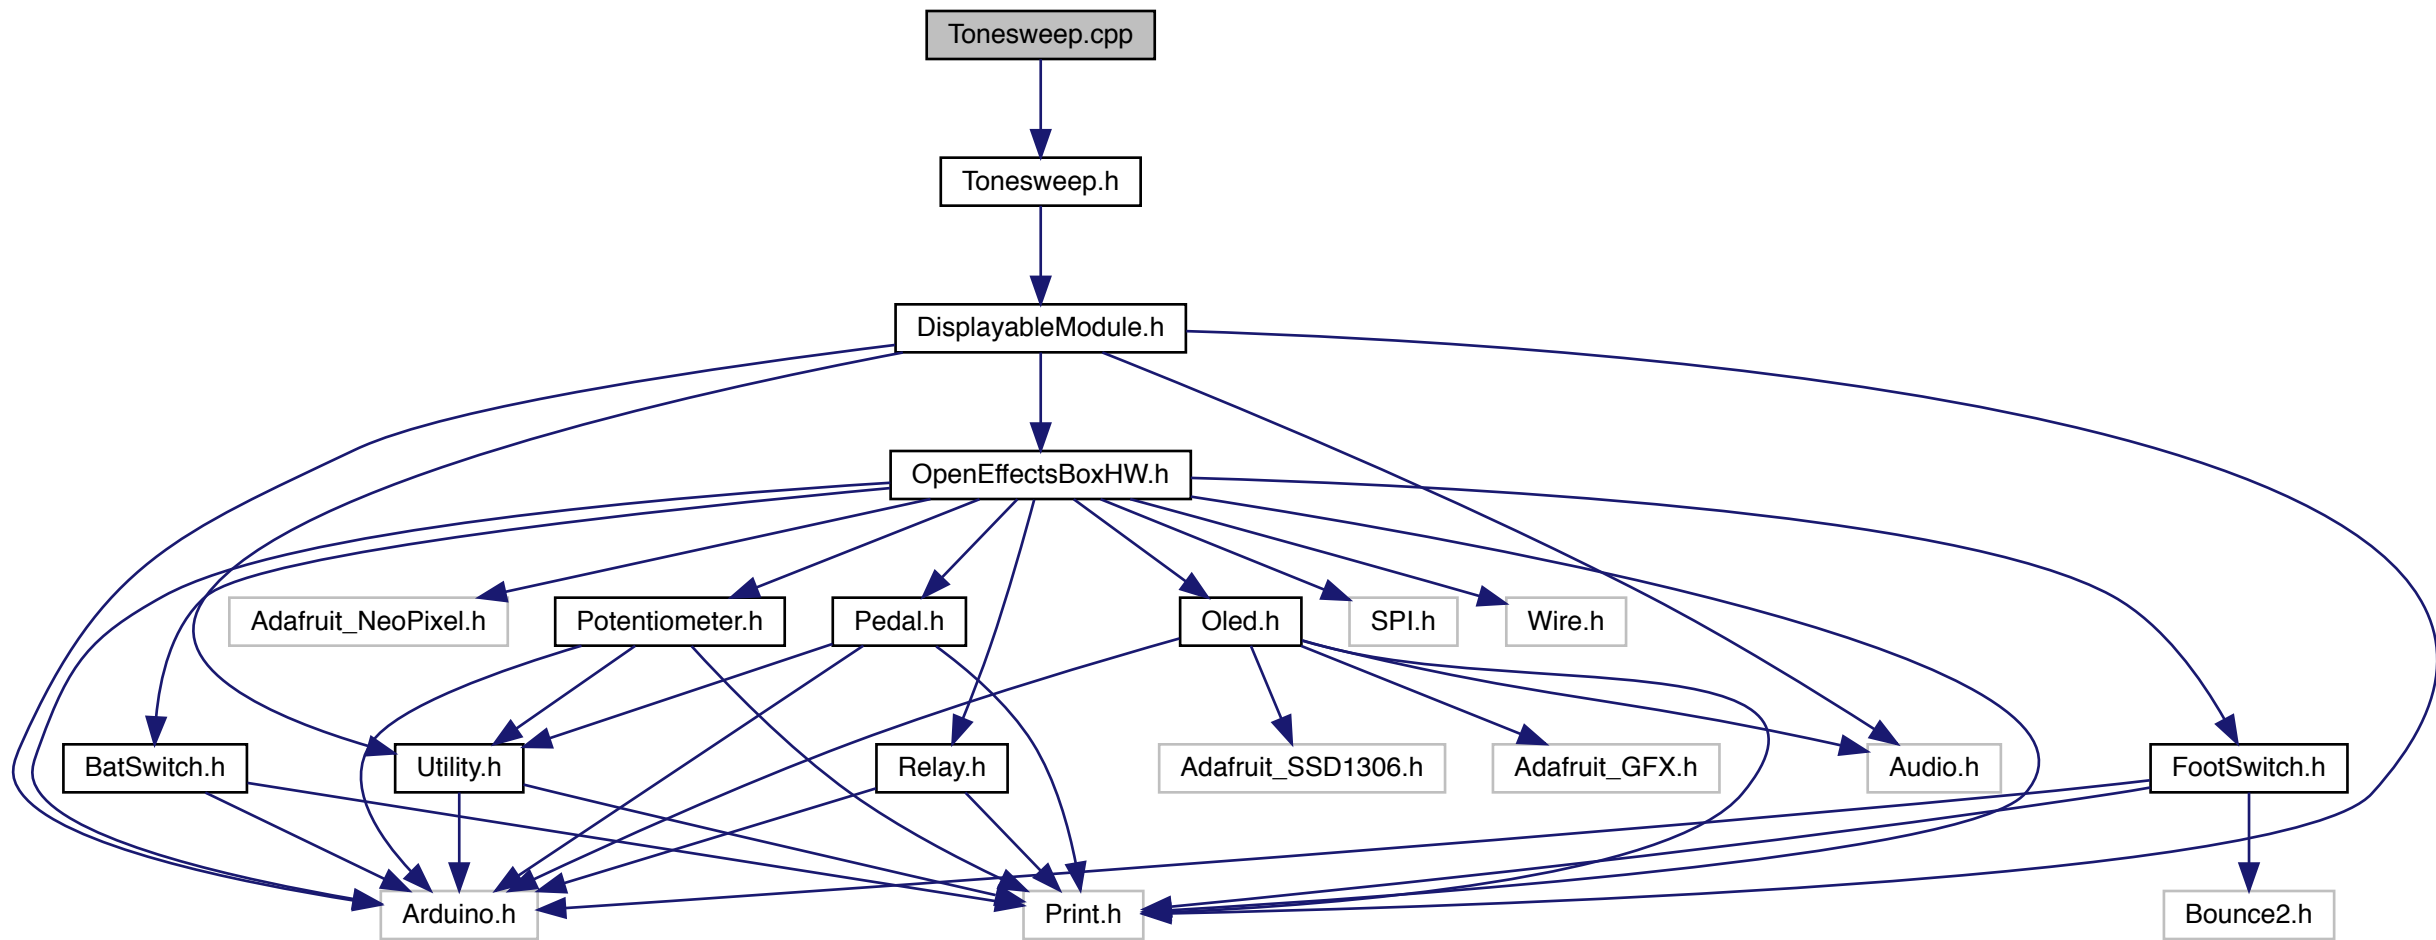 Tonesweep.cpp
Tonesweep.h
DisplayableModule.h
OpenEffectsBoxHW.h
Adafruit_NeoPixel.h
Potentiometer.h
Pedal.h
Oled.h
SPI.h
Wire.h
BatSwitch.h
Utility.h
Relay.h
Adafruit_SSD1306.h
Adafruit_GFX.h
Audio.h
FootSwitch.h
Arduino.h
Print.h
Bounce2.h